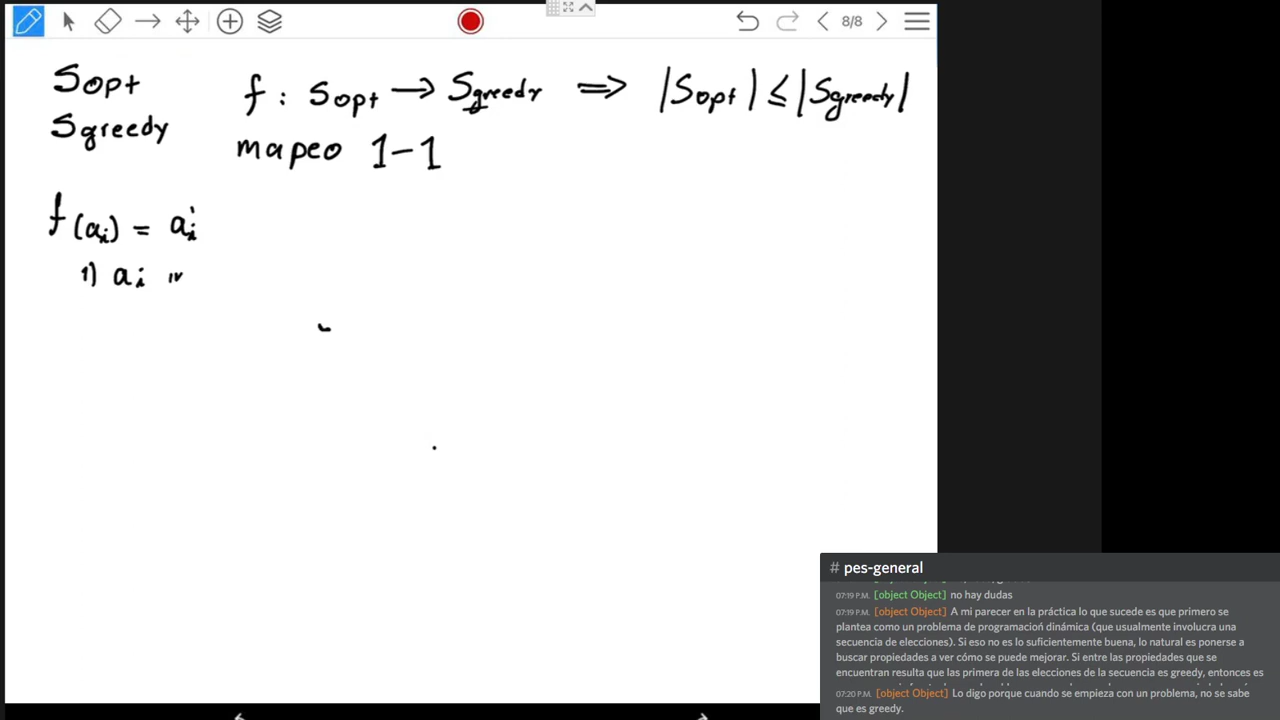 8/8
Sopt
Sgreedy
f : Sopt → Sgreedy ⟹ |Sopt| ≤ |Sgreedy|
mapeo 1-1
f(ai) = ai'
1) ai
# pes-general
07:19 P.M. [object Object] no hay dudas
07:19 P.M. [object Object] A mi parecer en la práctica lo que sucede es que primero se
plantea como un problema de programación dinámica (que usualmente involucra una
secuencia de elecciones). Si eso no es lo suficientemente buena, lo natural es ponerse a
buscar propiedades a ver cómo se puede mejorar. Si entre las propiedades que se
encuentran resulta que las primera de las elecciones de la secuencia es greedy, entonces es
07:20 P.M. [object Object] Lo digo porque cuando se empieza con un problema, no se sabe
que es greedy.